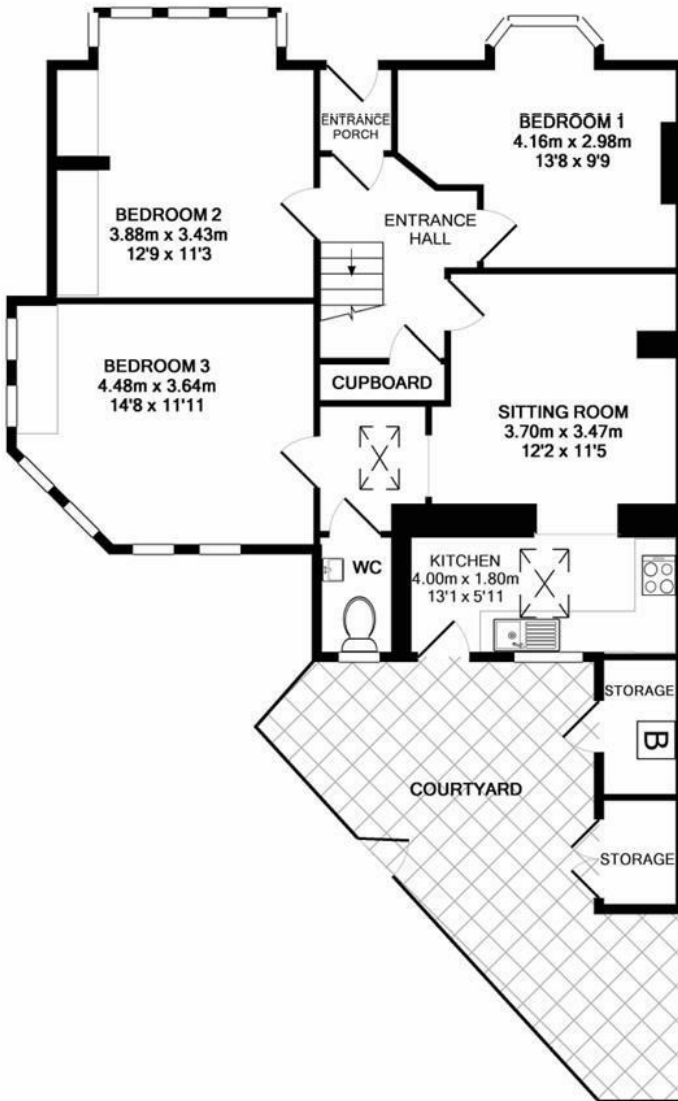 ENTRANCE
PORCH
BEDROOM 1
4.16m x 2.98m
13'8 x 9'9
BEDROOM 2
3.88m x 3.43m
12'9 x 11'3
ENTRANCE
HALL
BEDROOM 3
4.48m x 3.64m
14'8 x 11'11
CUPBOARD
SITTING ROOM
3.70m x 3.47m
12'2 x 11'5
WC
KITCHEN
4.00m x 1.80m
13'1 x 5'11
STORAGE
B
COURTYARD
STORAGE